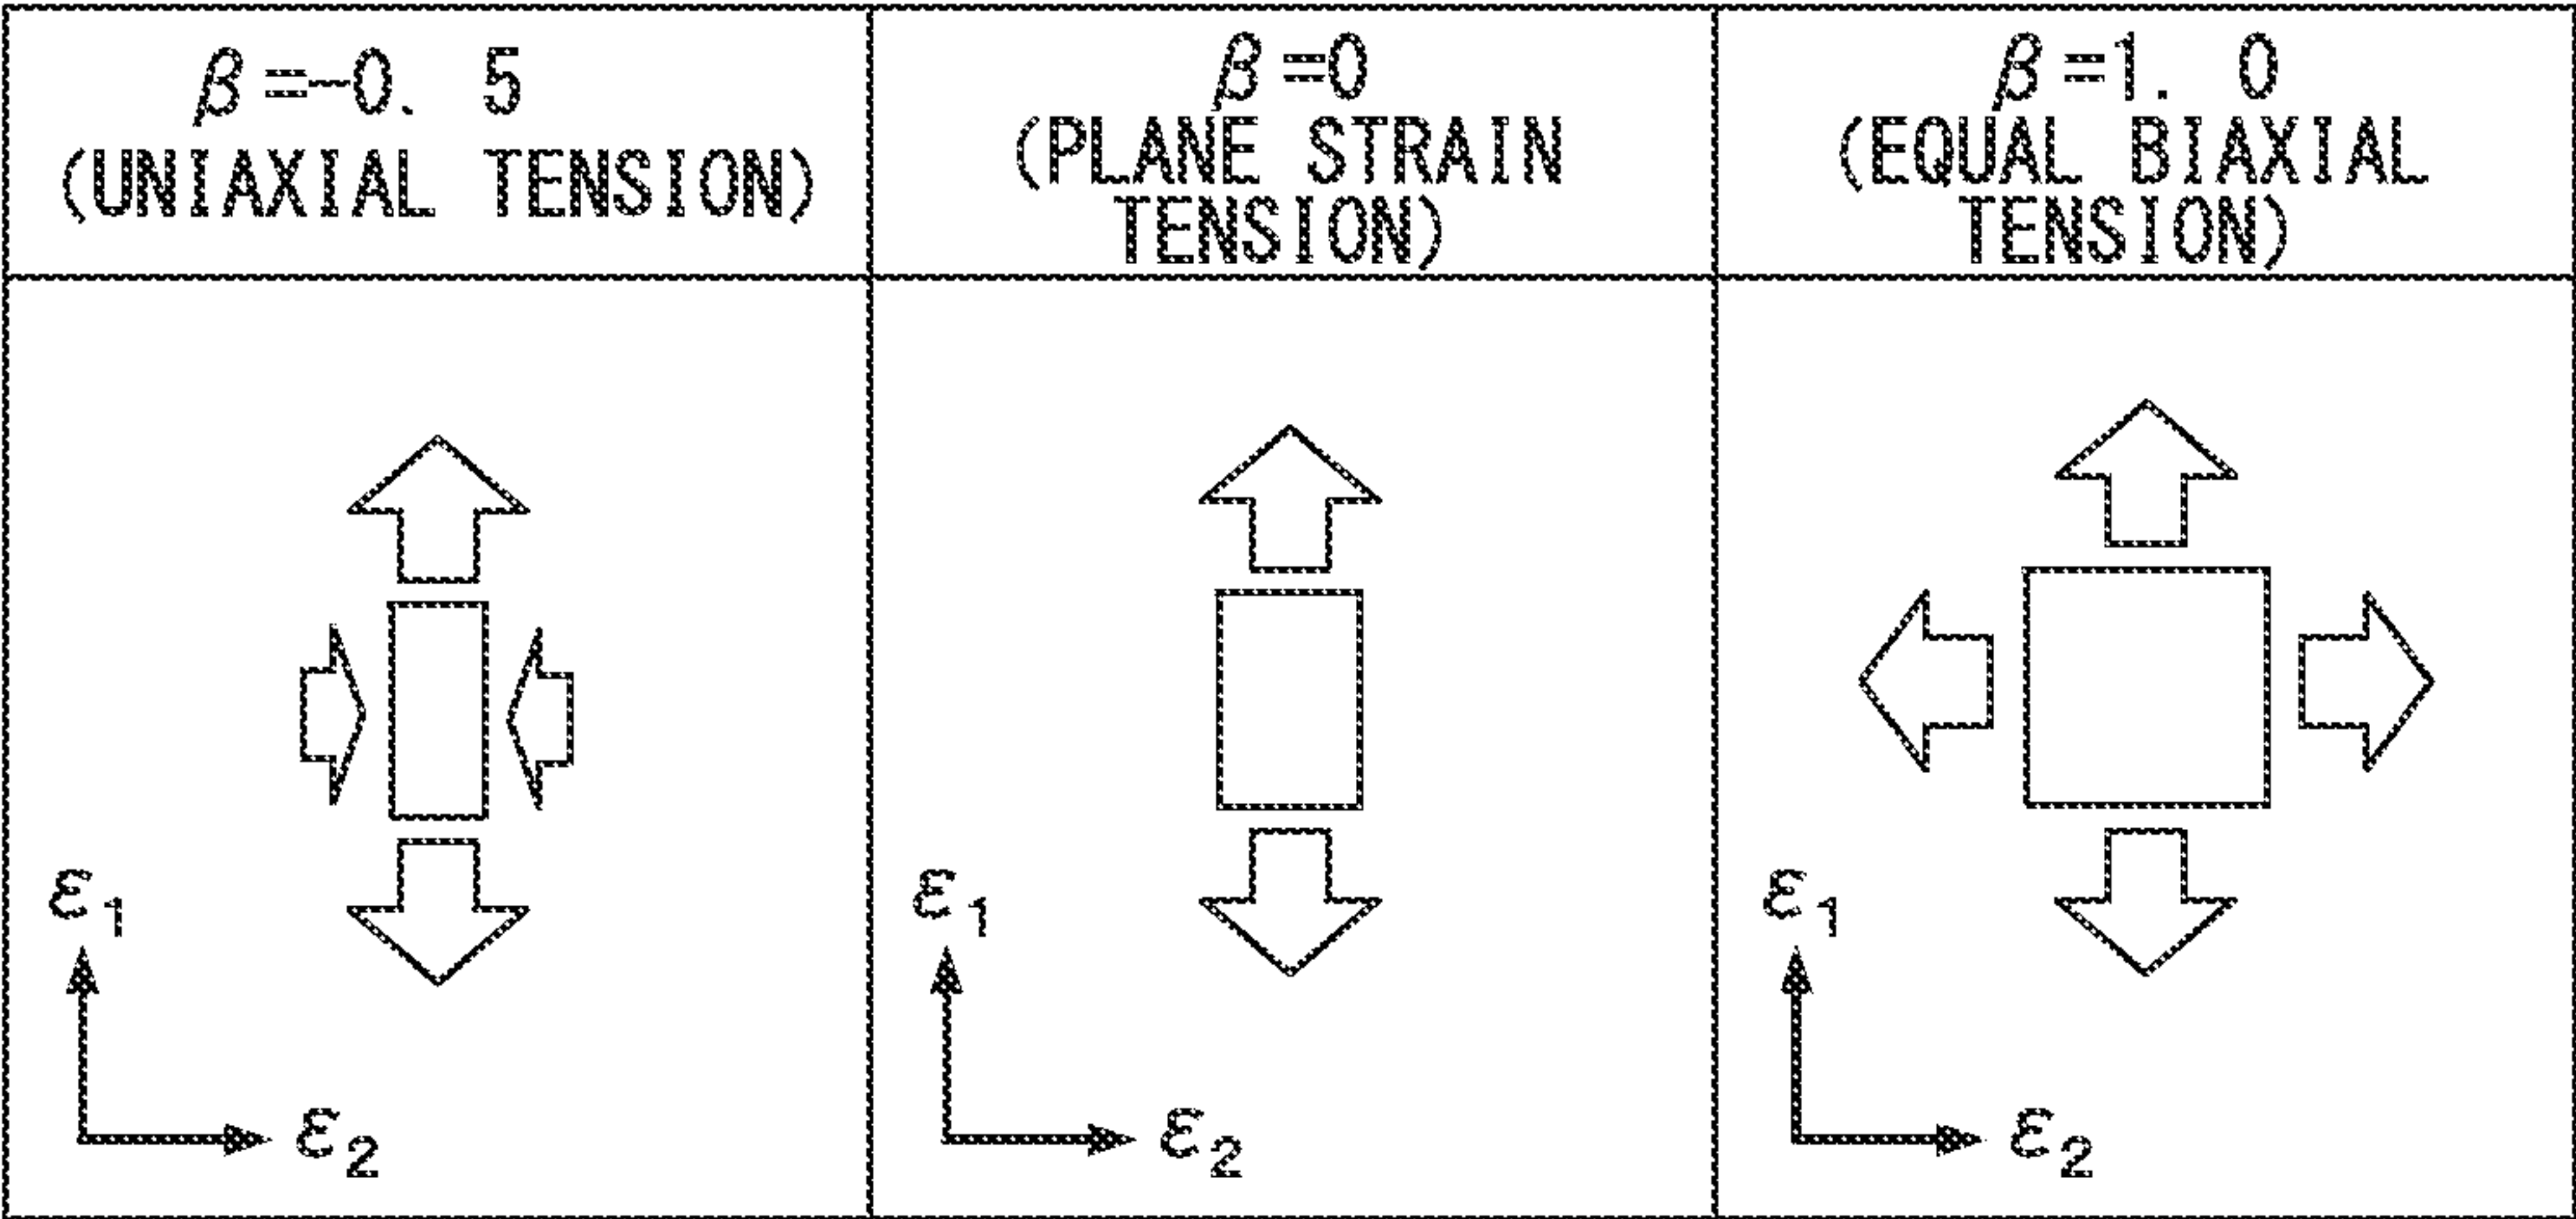 β=-0.5
(UNIAXIAL TENSION)
β=0
(PLANE STRAIN
TENSION)
β=1.0
(EQUAL BIAXIAL
TENSION)
ε1
ε2
ε1
ε2
ε1
ε2